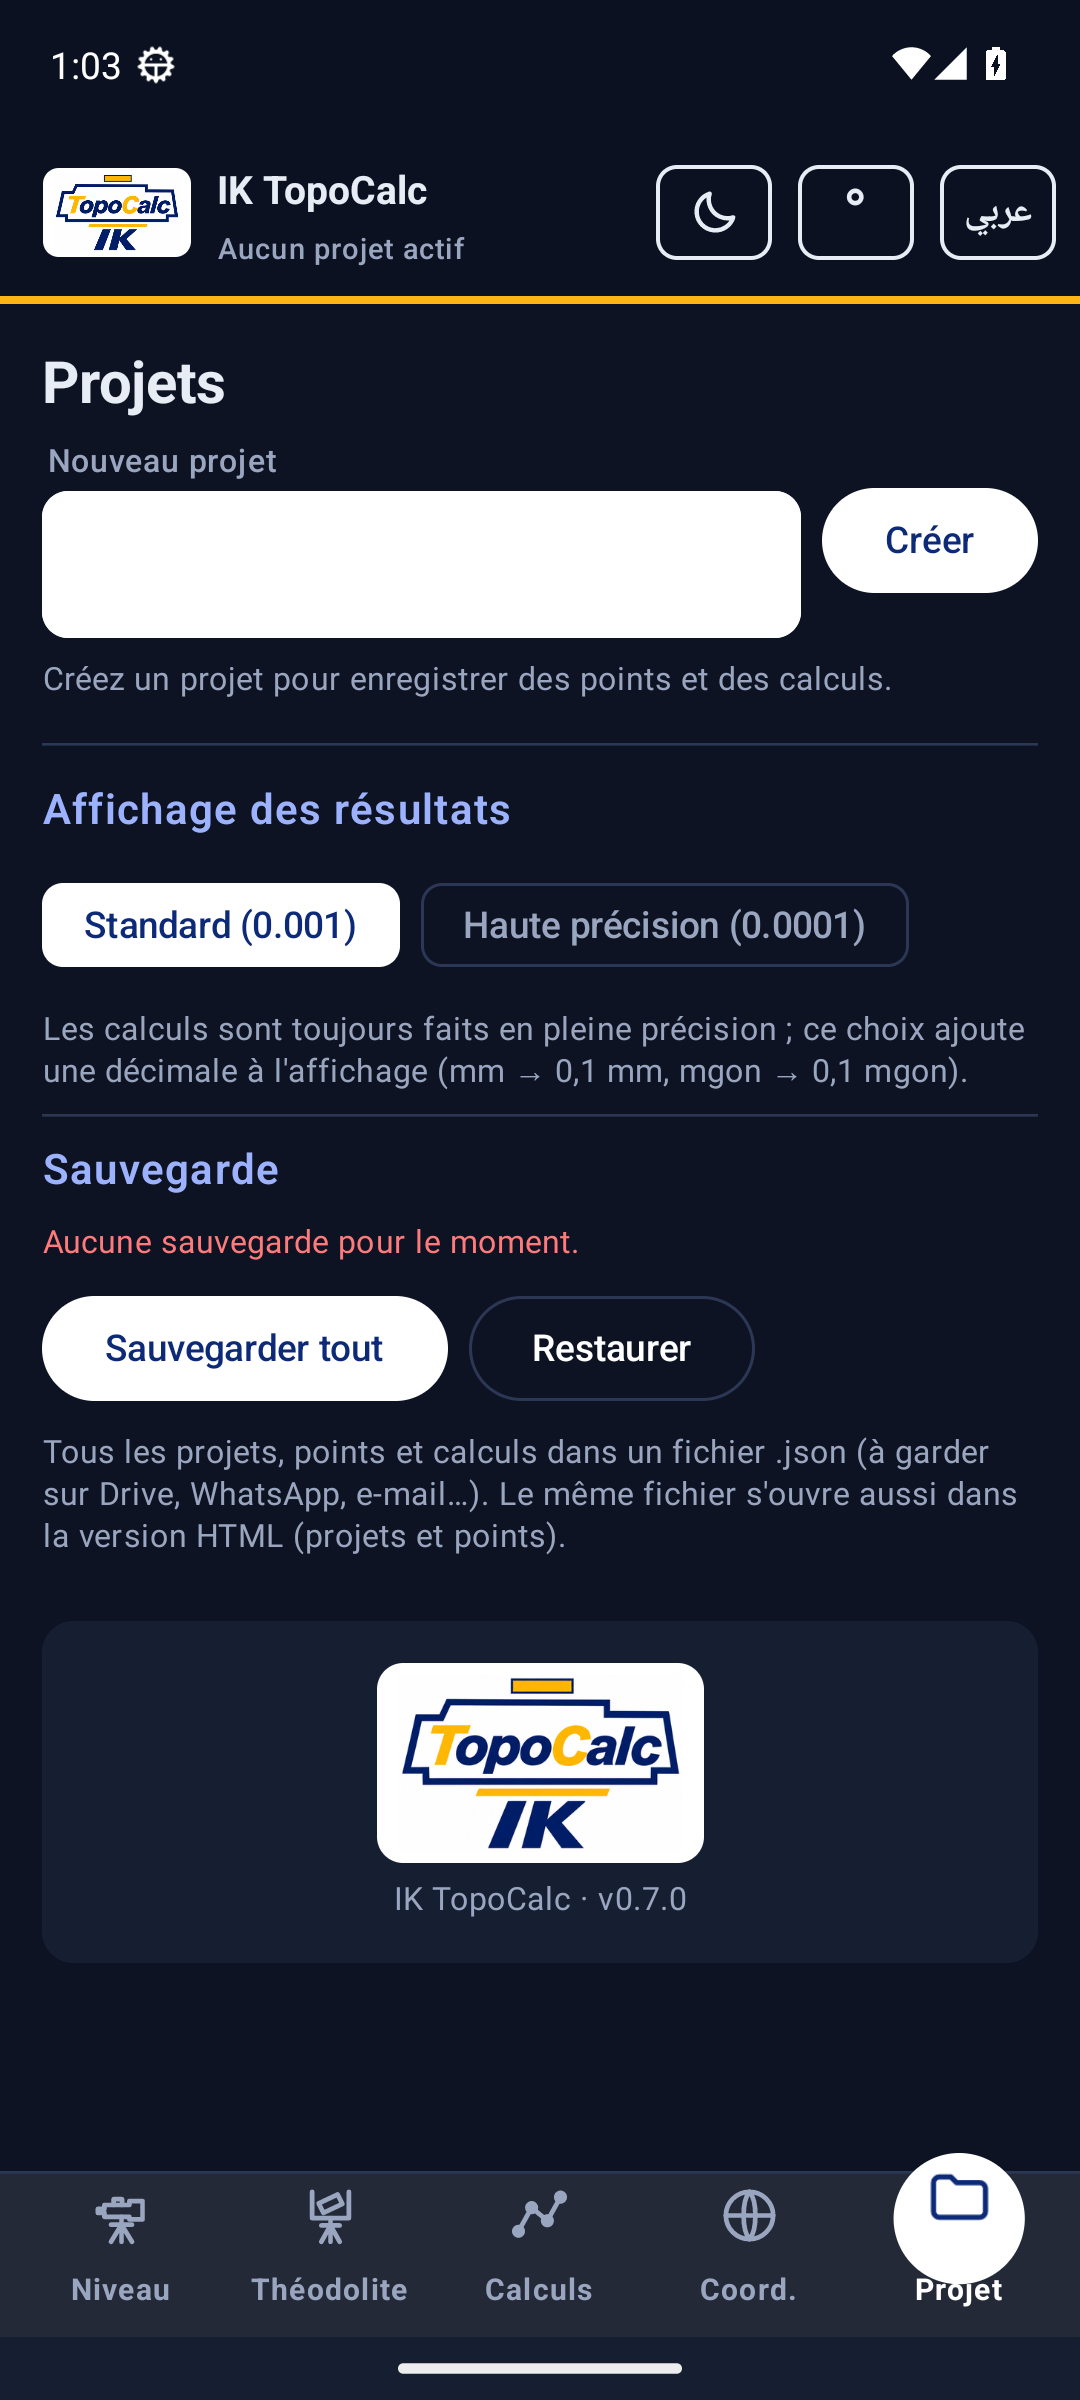 1:03
TopoCalc
IK
IK TopoCalc
Aucun projet actif
°
عربي
Projets
Nouveau projet
Créer
Créez un projet pour enregistrer des points et des calculs.
Affichage des résultats
Standard (0.001)
Haute précision (0.0001)
Les calculs sont toujours faits en pleine précision ; ce choix ajoute
une décimale à l'affichage (mm → 0,1 mm, mgon → 0,1 mgon).
Sauvegarde
Aucune sauvegarde pour le moment.
Sauvegarder tout
Restaurer
Tous les projets, points et calculs dans un fichier .json (à garder
sur Drive, WhatsApp, e-mail…). Le même fichier s'ouvre aussi dans
la version HTML (projets et points).
TopoCalc
IK
IK TopoCalc · v0.7.0
Niveau
Théodolite
Calculs
Coord.
Projet